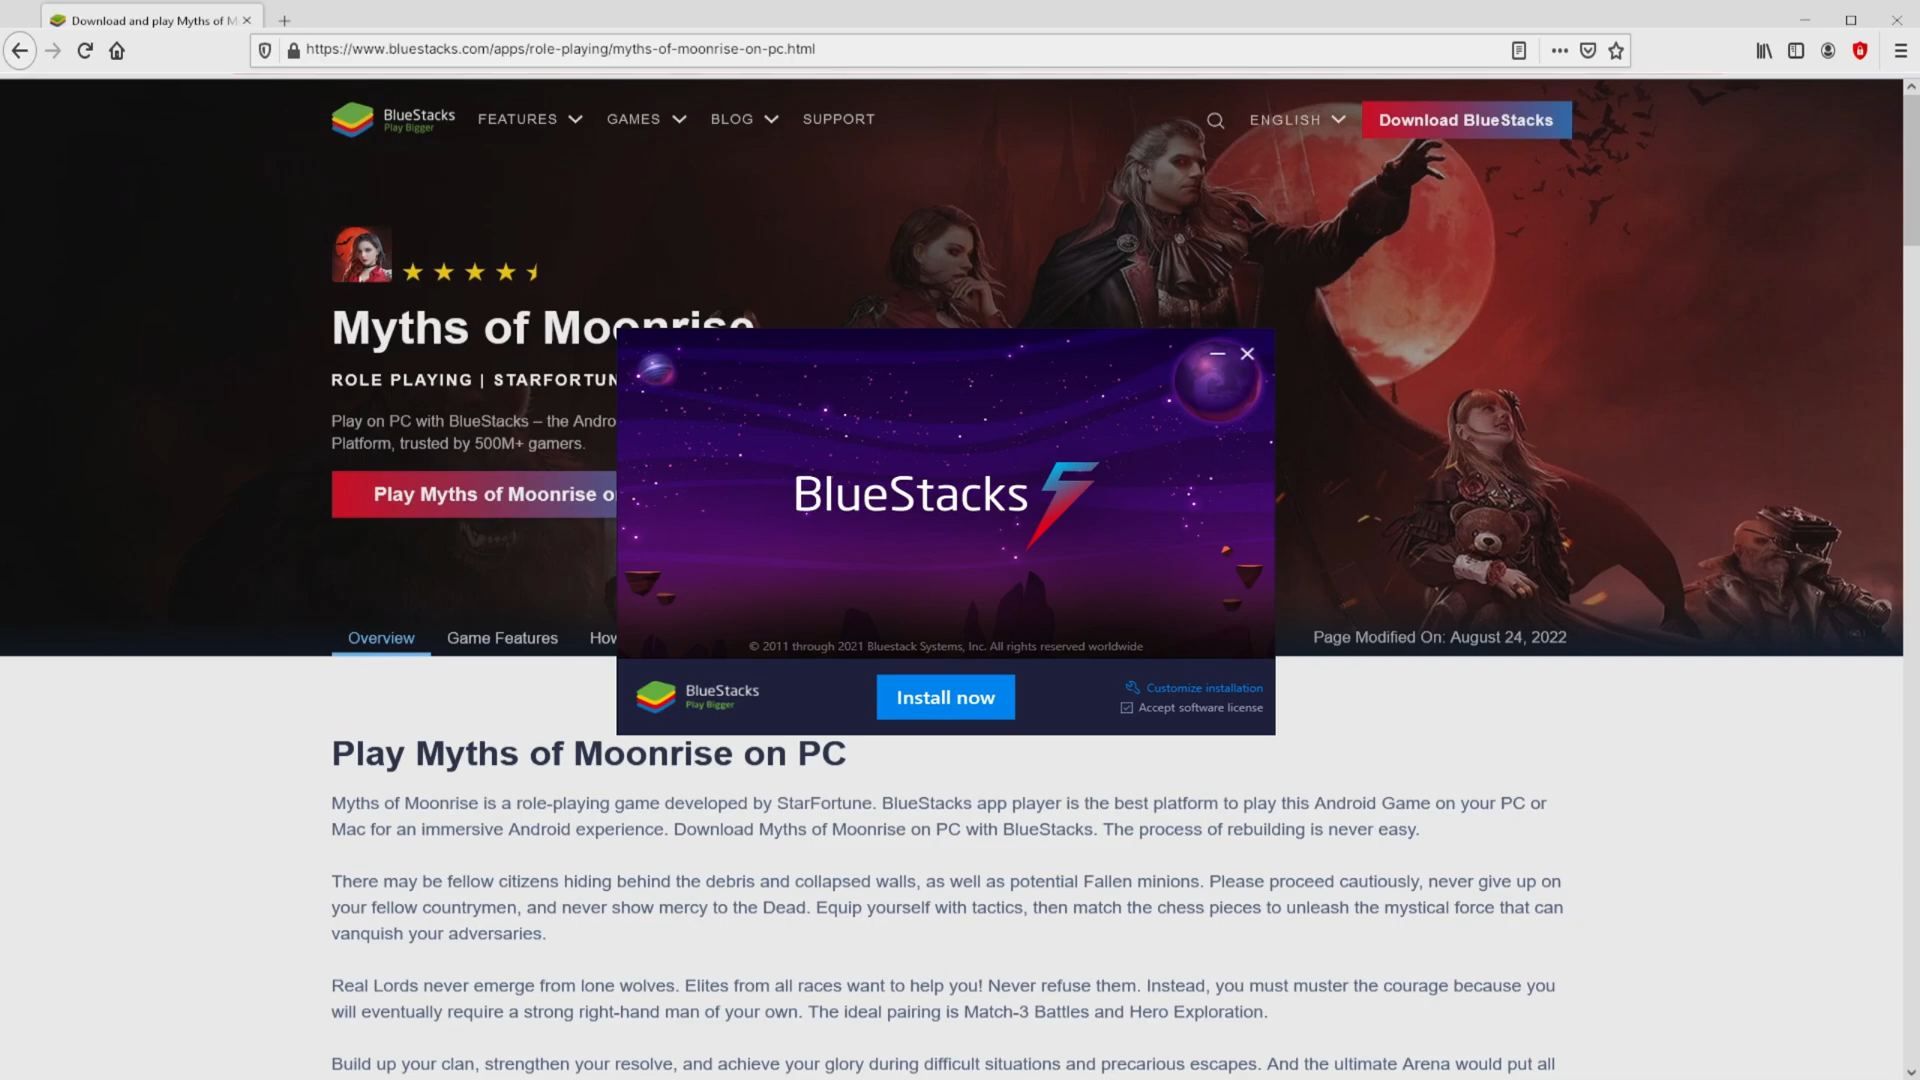 Download and play Myths of M
https://www.bluestacks.com/apps/role-playing/myths-of-moonrise-on-pc.html
BlueStacks
Play Bigger
FEATURES
GAMES
BLOG
SUPPORT
ENGLISH
Download BlueStacks
Myths of Moonrise
ROLE PLAYING | STARFORTUN
Play on PC with BlueStacks – the Andro
Platform, trusted by 500M+ gamers.
Play Myths of Moonrise o
BlueStacks 5
© 2011 through 2021 Bluestack Systems, Inc. All rights reserved worldwide
BlueStacks
Play Bigger
Install now
Customize installation
Accept software license
Overview
Game Features
How
Page Modified On: August 24, 2022
Play Myths of Moonrise on PC
Myths of Moonrise is a role-playing game developed by StarFortune. BlueStacks app player is the best platform to play this Android Game on your PC or
Mac for an immersive Android experience. Download Myths of Moonrise on PC with BlueStacks. The process of rebuilding is never easy.
There may be fellow citizens hiding behind the debris and collapsed walls, as well as potential Fallen minions. Please proceed cautiously, never give up on
your fellow countrymen, and never show mercy to the Dead. Equip yourself with tactics, then match the chess pieces to unleash the mystical force that can
vanquish your adversaries.
Real Lords never emerge from lone wolves. Elites from all races want to help you! Never refuse them. Instead, you must muster the courage because you
will eventually require a strong right-hand man of your own. The ideal pairing is Match-3 Battles and Hero Exploration.
Build up your clan, strengthen your resolve, and achieve your glory during difficult situations and precarious escapes. And the ultimate Arena would put all